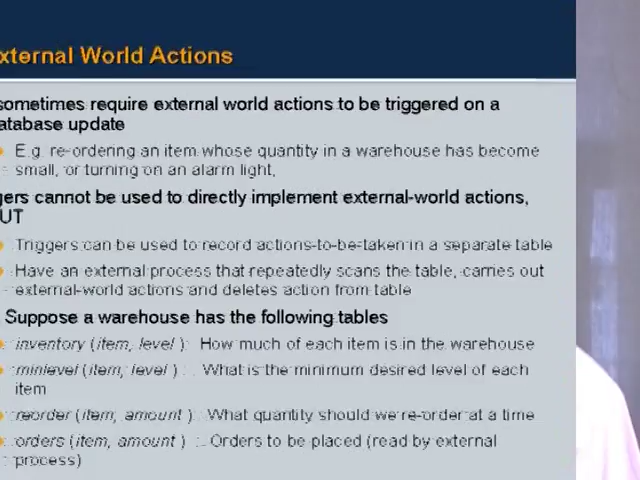 xternal World Actions
sometimes require external world actions to be triggered on a
atabase update
E.g. re-ordering an item whose quantity in a warehouse has become
small, or turning on an alarm light,
gers cannot be used to directly implement external-world actions,
UT
Triggers can be used to record actions-to-be-taken in a separate table
Have an external process that repeatedly scans the table, carries out
external-world actions and deletes action from table
Suppose a warehouse has the following tables
inventory (item, level ): How much of each item is in the warehouse
minlevel (item, level ) : What is the minimum desired level of each
item
reorder (item, amount ): What quantity should we re-order at a time
orders (item, amount ) : Orders to be placed (read by external
process)